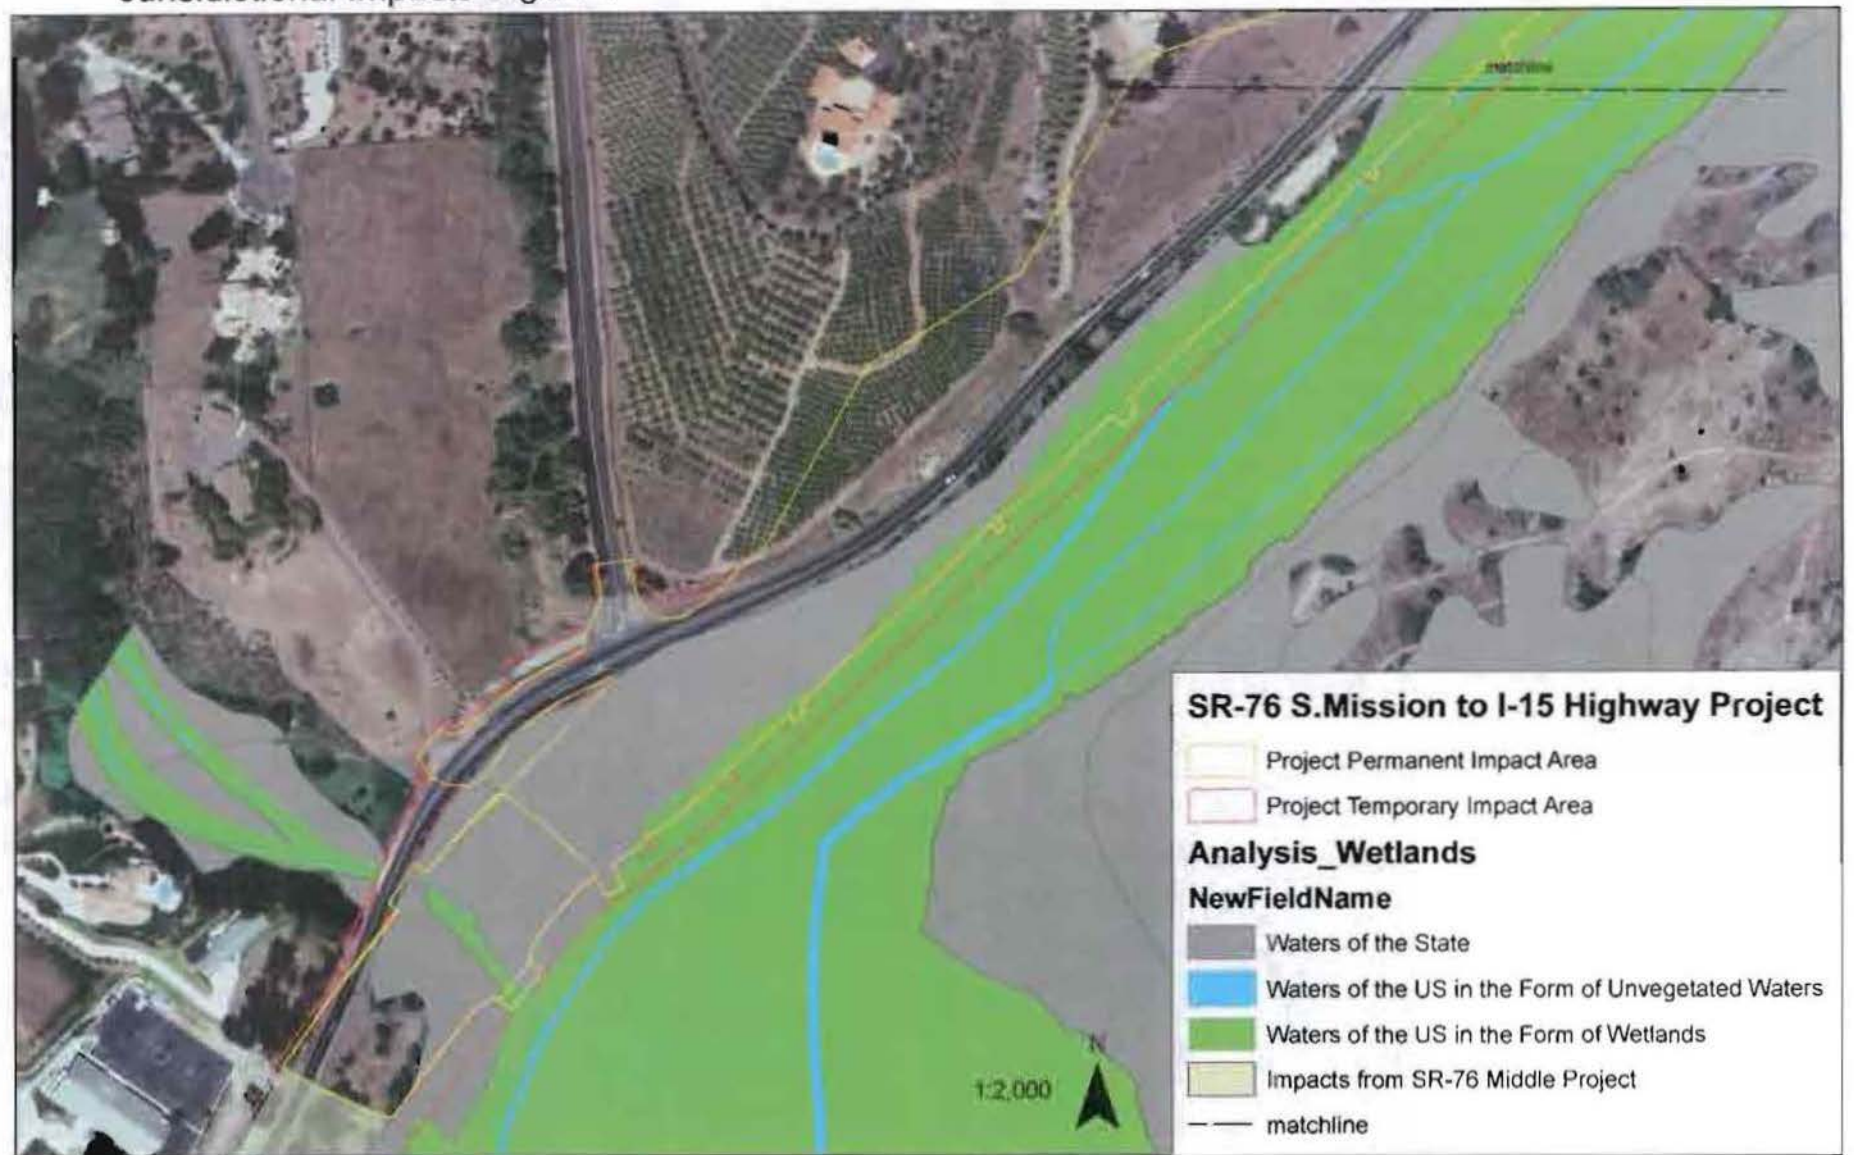 matchline
SR-76 S.Mission to I-15 Highway Project
Project Permanent Impact Area
Project Temporary Impact Area
Analysis_Wetlands
NewFieldName
Waters of the State
Waters of the US in the Form of Unvegetated Waters
Waters of the US in the Form of Wetlands
Impacts from SR-76 Middle Project
matchline
1:2,000
N